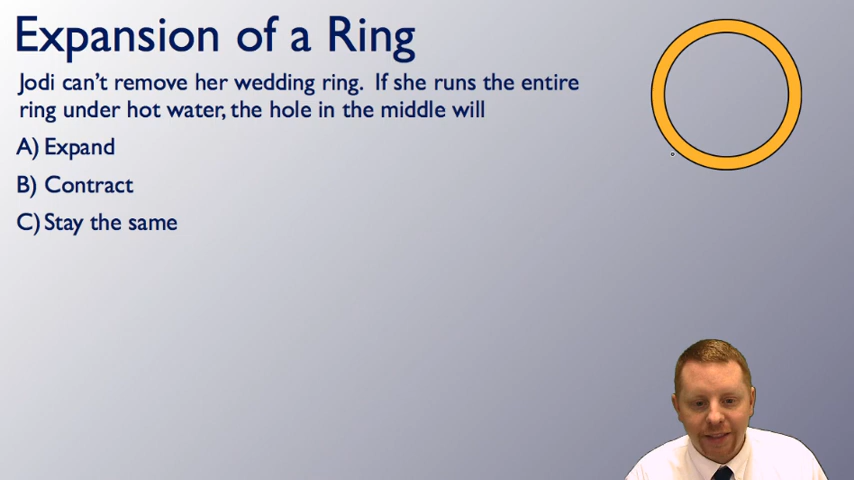 Expansion of a Ring
Jodi can't remove her wedding ring. If she runs the entire
ring under hot water, the hole in the middle will
A) Expand
B) Contract
C) Stay the same